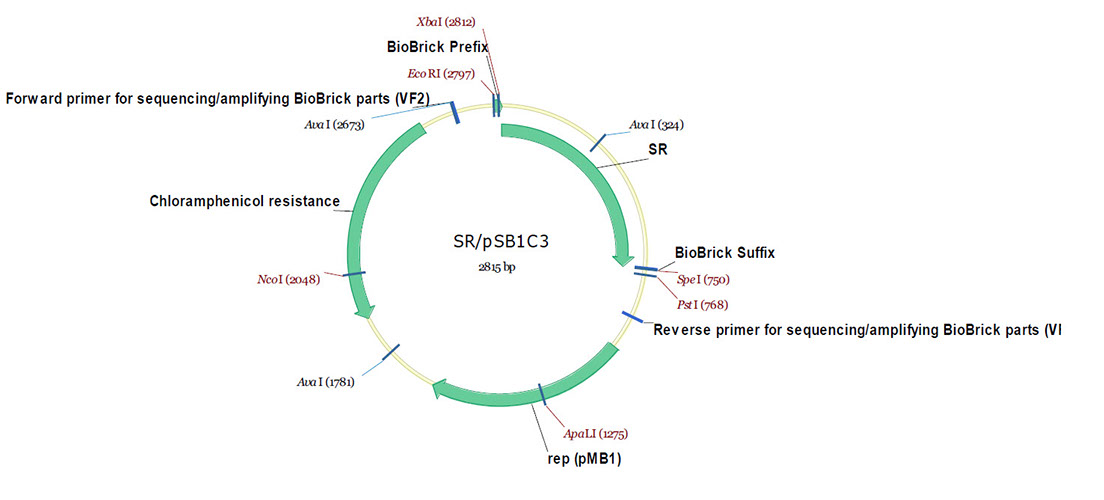 XbaI (2812)
BioBrick Prefix
EcoRI (2797)
Forward primer for sequencing/amplifying BioBrick parts (VF2)
AvaI (2673)
AvaI (324)
SR
Chloramphenicol resistance
SR/pSB1C3
2815 bp
BioBrick Suffix
NcoI (2048)
SpeI (750)
PstI (768)
Reverse primer for sequencing/amplifying BioBrick parts (VI
AvaI (1781)
ApaLI (1275)
rep (pMB1)